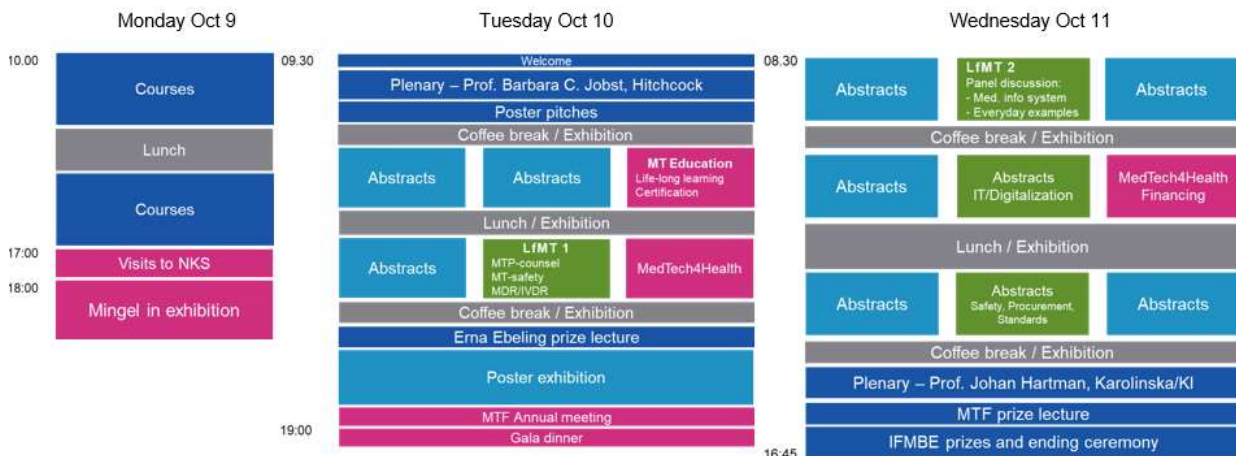 Monday Oct 9
10.00
Courses
Lunch
Courses
17:00
Visits to NKS
18:00
Mingel in exhibition
Tuesday Oct 10
09.30
Welcome
Plenary – Prof. Barbara C. Jobst, Hitchcock
Poster pitches
Coffee break / Exhibition
Abstracts
Abstracts
MT Education
Life-long learning
Certification
Lunch / Exhibition
Abstracts
LfMT 1
MTP-counsel
MT-safety
MDR/IVDR
MedTech4Health
Coffee break / Exhibition
Erna Ebeling prize lecture
Poster exhibition
MTF Annual meeting
19:00
Gala dinner
Wednesday Oct 11
08.30
Abstracts
LfMT 2
Panel discussion:
- Med. info system
- Everyday examples
Abstracts
Coffee break / Exhibition
Abstracts
Abstracts
IT/Digitalization
MedTech4Health
Financing
Lunch / Exhibition
Abstracts
Abstracts
Safety, Procurement,
Standards
Abstracts
Coffee break / Exhibition
Plenary – Prof. Johan Hartman, Karolinska/KI
MTF prize lecture
IFMBE prizes and ending ceremony
16:45